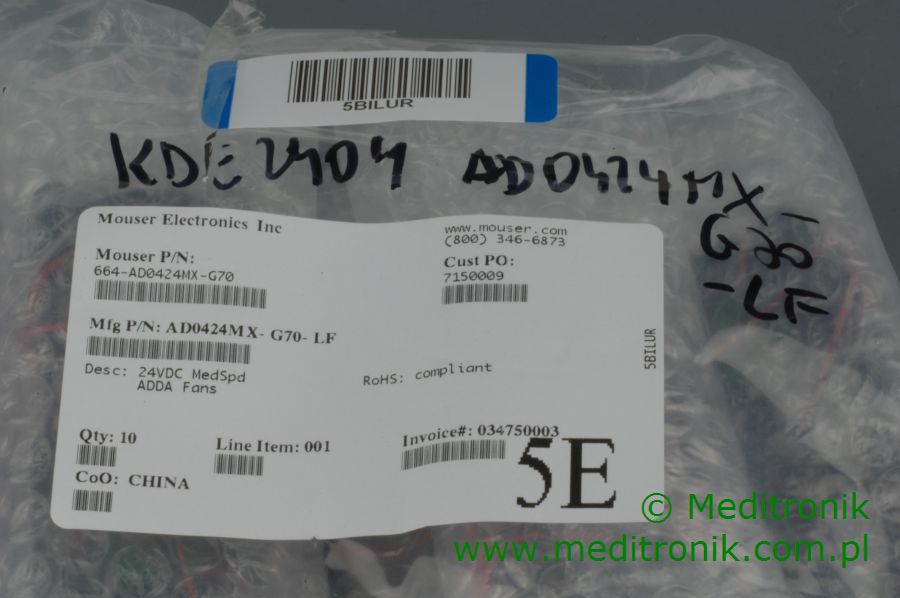 5BILUR
KDE2404 AD0424MX-
G70
-LF
Mouser Electronics Inc
www.mouser.com
(800) 346-6873
Mouser P/N:
664-AD0424MX-G70
Cust PO:
7150009
Mfg P/N: AD0424MX- G70- LF
Desc: 24VDC MedSpd
ADDA Fans
RoHS: compliant
5BILUR
Qty: 10
Line Item: 001
Invoice#: 034750003
CoO: CHINA
5E
© Meditronik
www.meditronik.com.pl